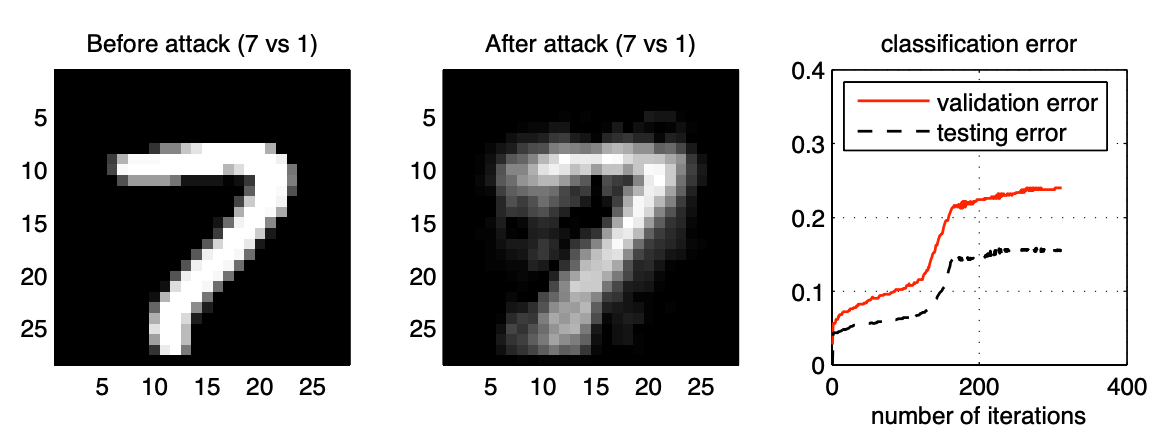 Before attack (7 vs 1)
5
10
15
20
25
5 10 15 20 25
After attack (7 vs 1)
5
10
15
20
25
5 10 15 20 25
classification error
0.4
0.3
0.2
0.1
0
validation error
testing error
0 200 400
number of iterations